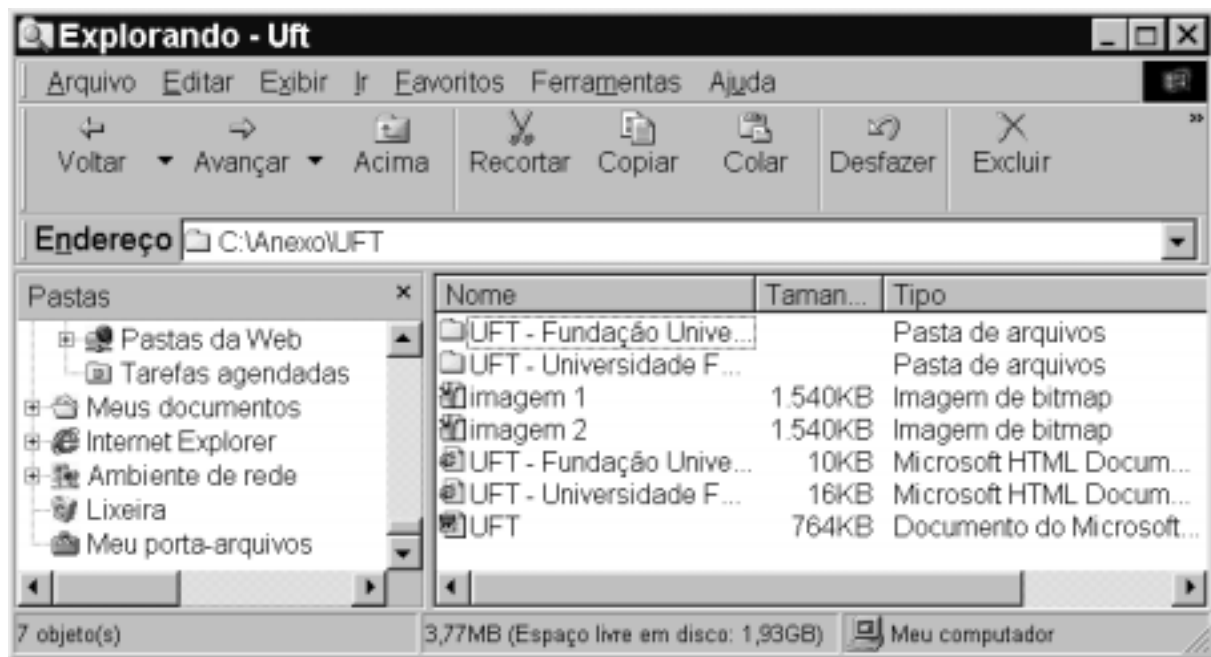 Explorando - Uft
Arquivo Editar Exibir Ir Favoritos Ferramentas Ajuda
Voltar Avançar Acima Recortar Copiar Colar Desfazer Excluir »
Endereço C:\Anexo\UFT
Pastas
Pastas da Web
Tarefas agendadas
Meus documentos
Internet Explorer
Ambiente de rede
Lixeira
Meu porta-arquivos
Nome Taman... Tipo
UFT - Fundação Unive... Pasta de arquivos
UFT - Universidade F... Pasta de arquivos
imagem 1 1.540KB Imagem de bitmap
imagem 2 1.540KB Imagem de bitmap
UFT - Fundação Unive... 10KB Microsoft HTML Docum...
UFT - Universidade F... 16KB Microsoft HTML Docum...
UFT 764KB Documento do Microsoft...
7 objeto(s) 3,77MB (Espaço livre em disco: 1,93GB) Meu computador